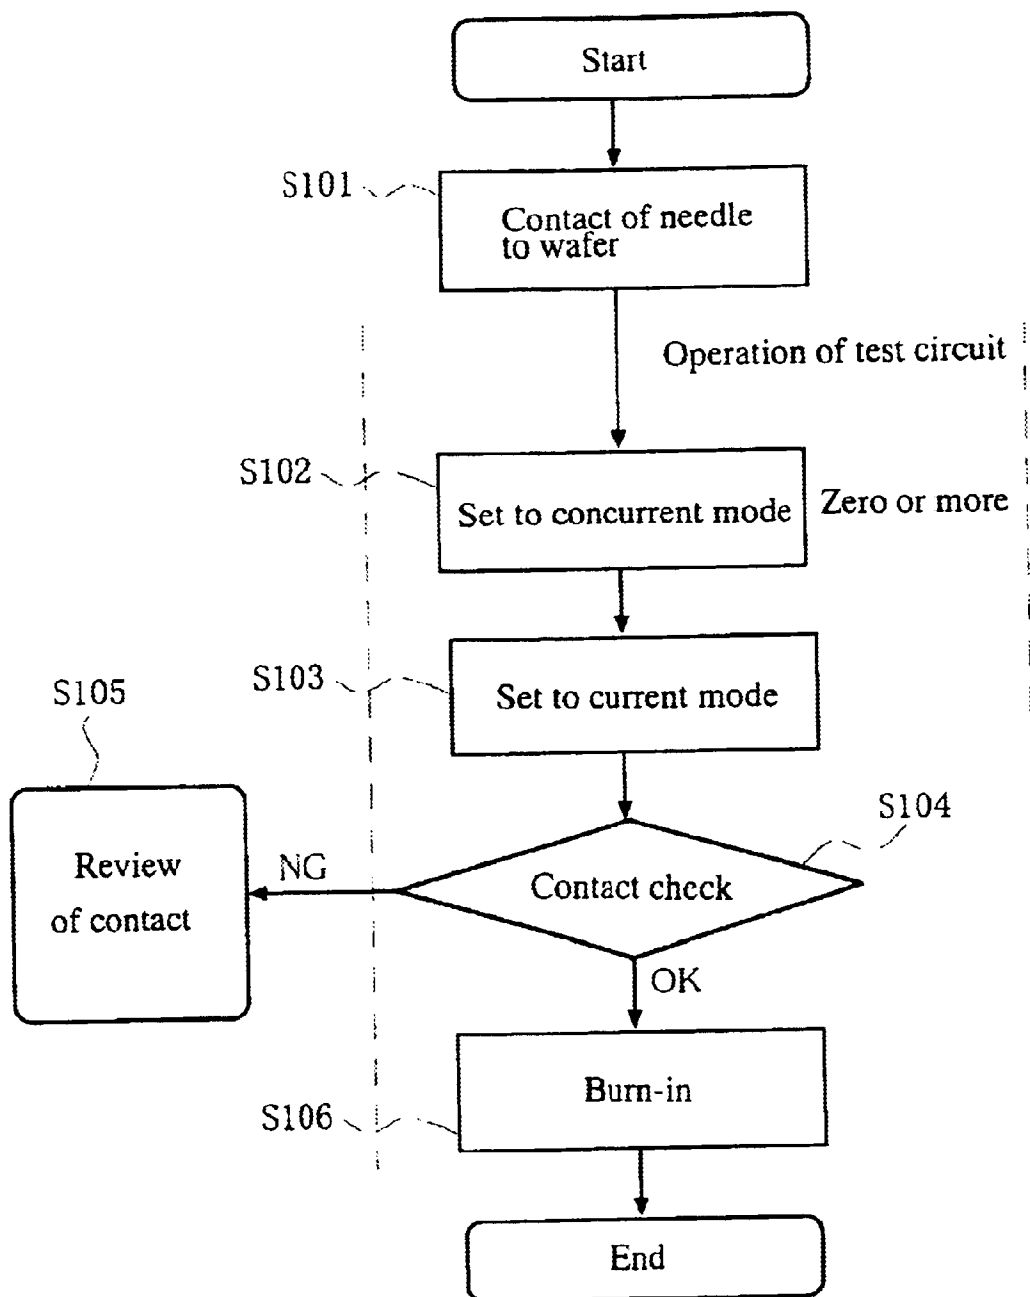 Start
S101
Contact of needle
to wafer
Operation of test circuit
S102
Set to concurrent mode
Zero or more
S103
Set to current mode
S105
S104
Review
of contact
NG
Contact check
OK
Burn-in
S106
End